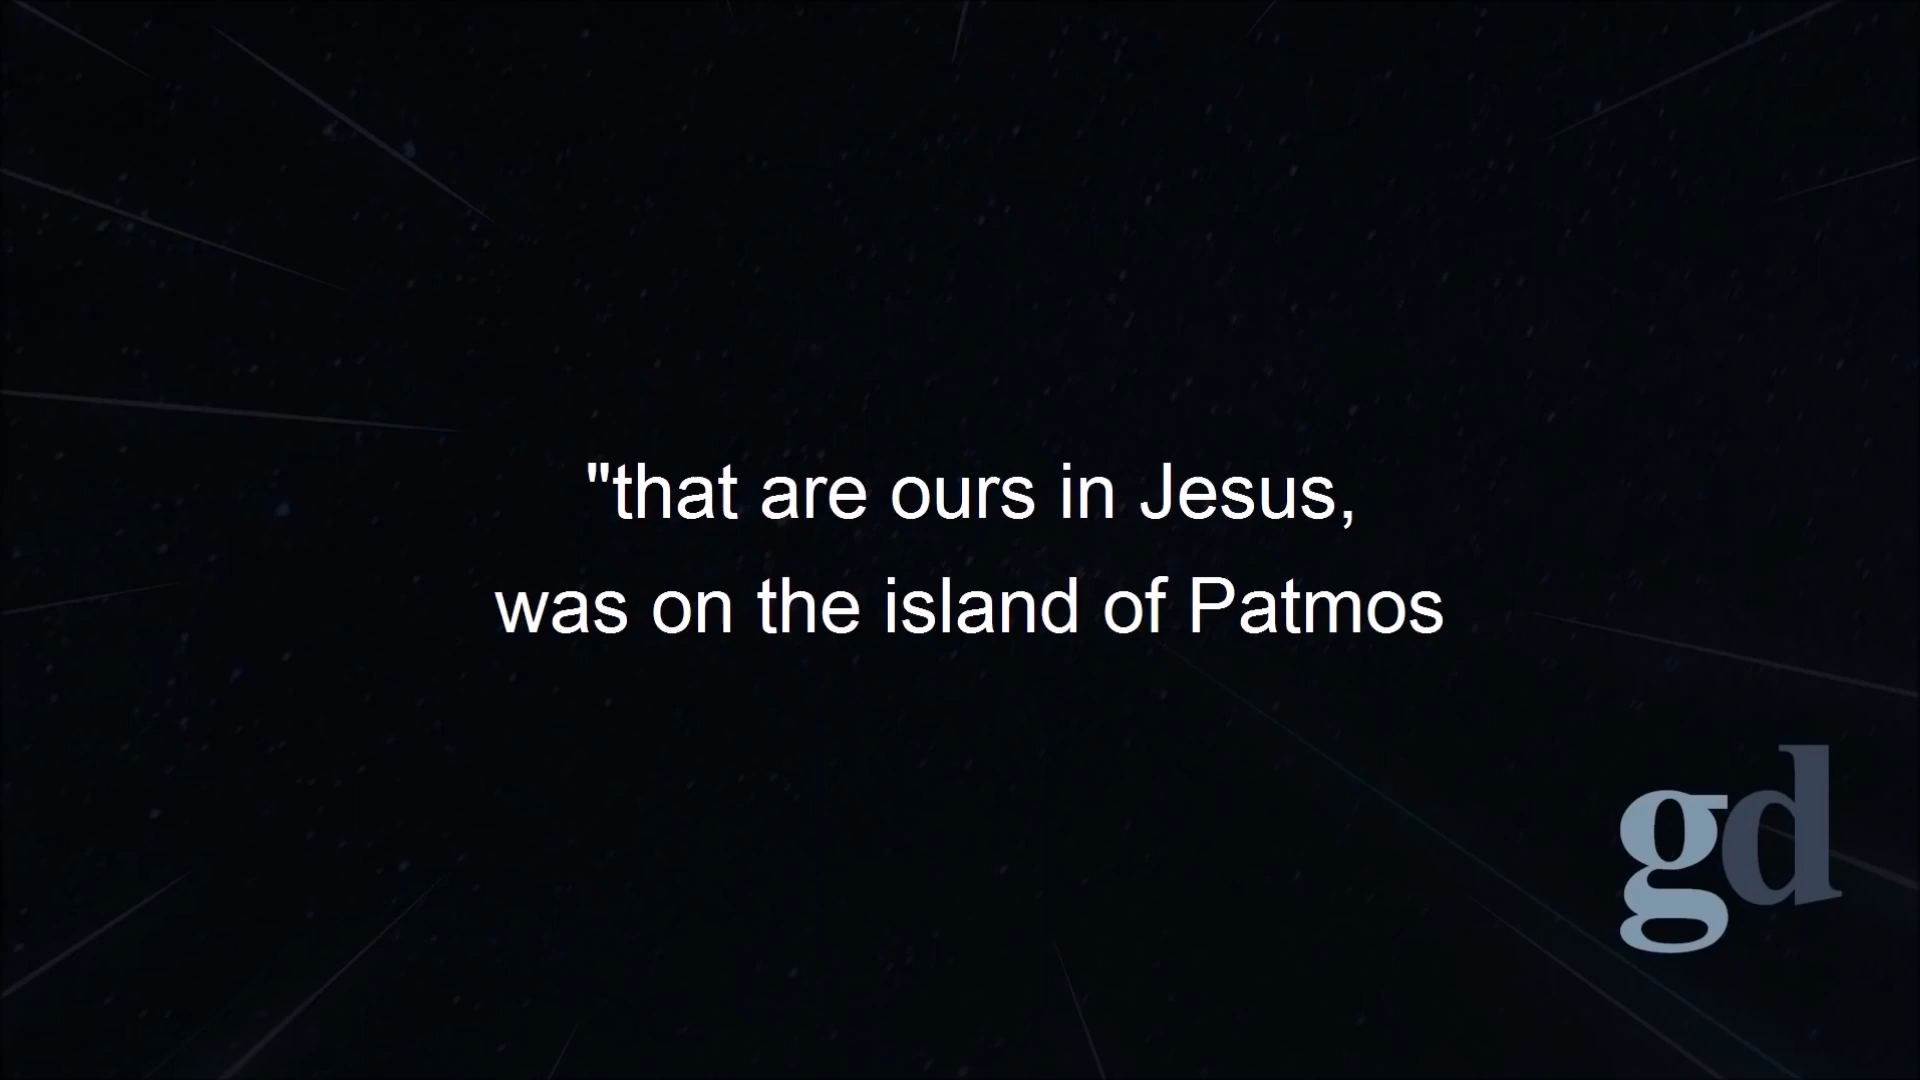 "that are ours in Jesus,
was on the island of Patmos
gd